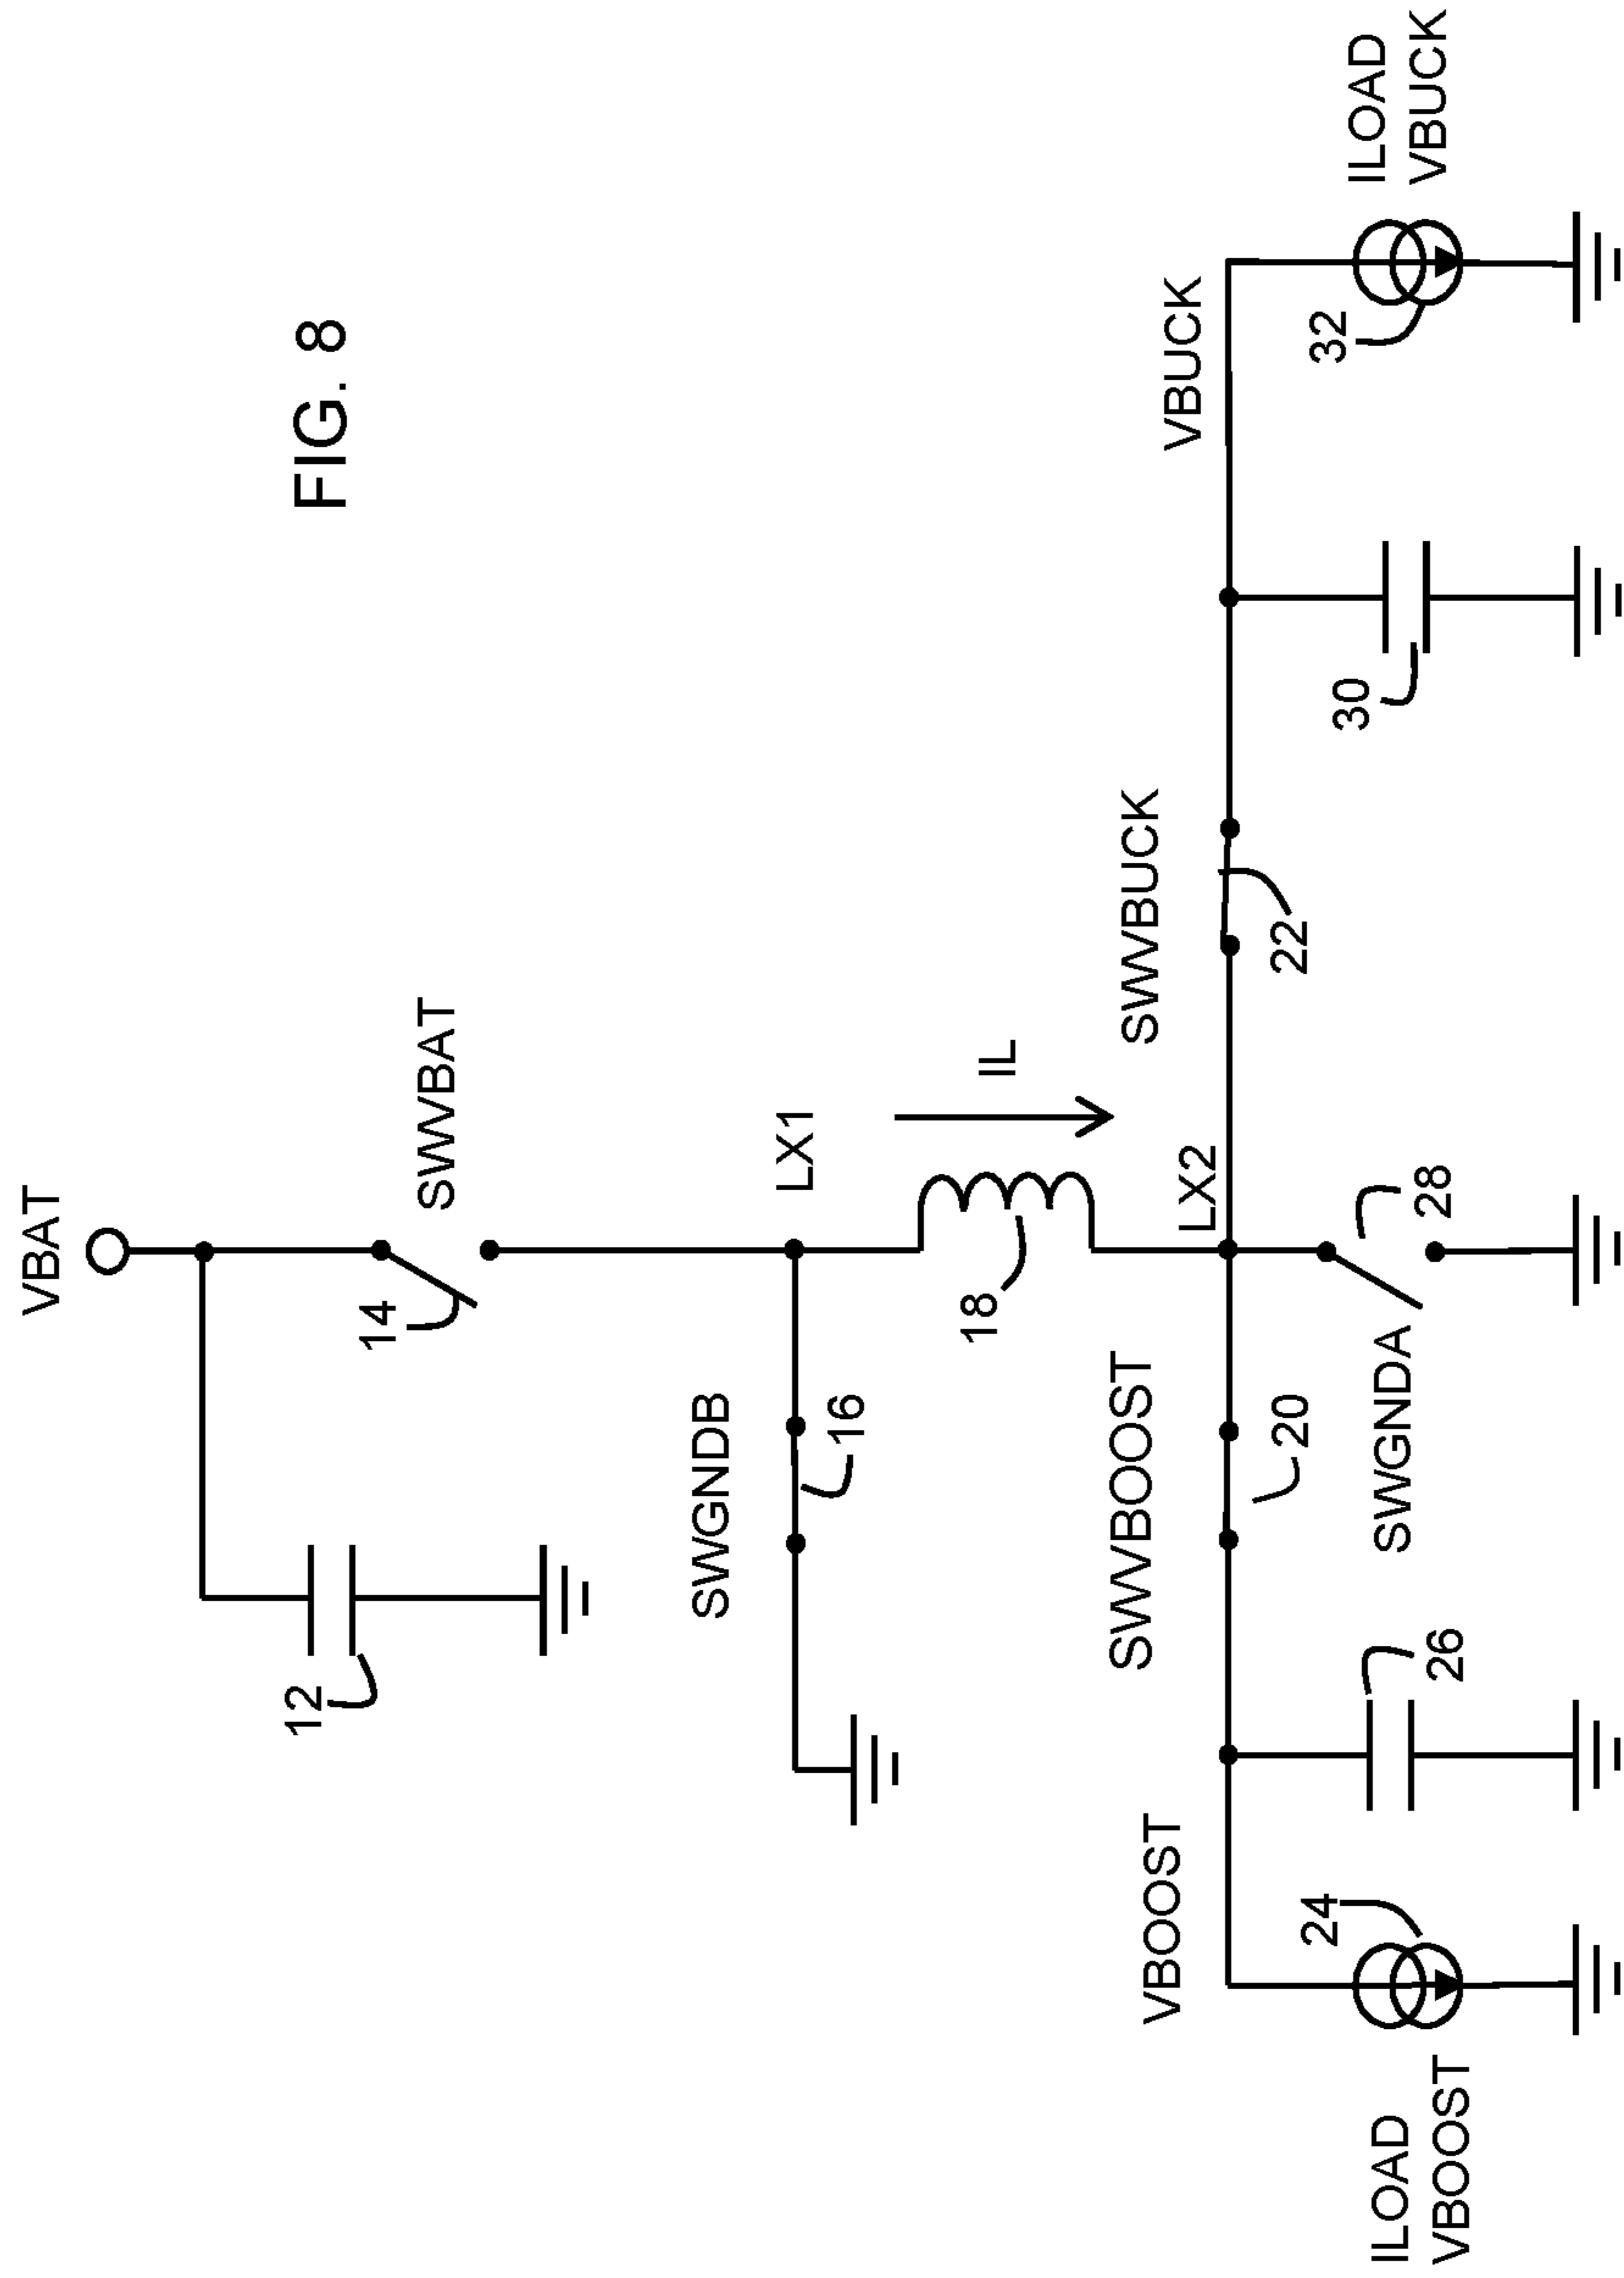 VBAT
12
FIG. 8
14
SWVBAT
SWGNDB
LX1
16
18
IL
SWVBOOST
SWVBUCK
VBOOST
LX2
VBUCK
20
22
24
32
30
ILOAD
VBOOST
26
SWGNDA
28
ILOAD
VBUCK